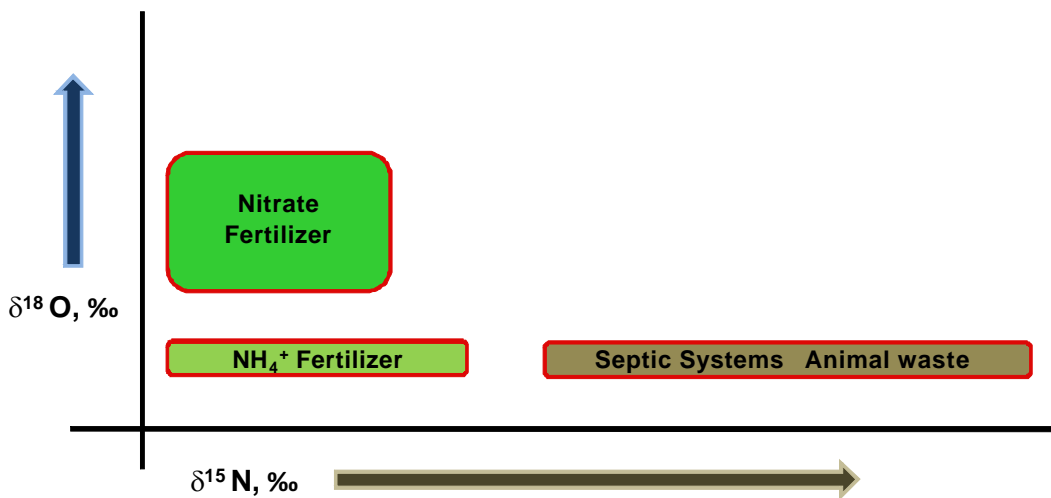 Nitrate
Fertilizer
δ¹⁸ O, ‰
NH₄⁺ Fertilizer
Septic Systems Animal waste
δ¹⁵ N, ‰